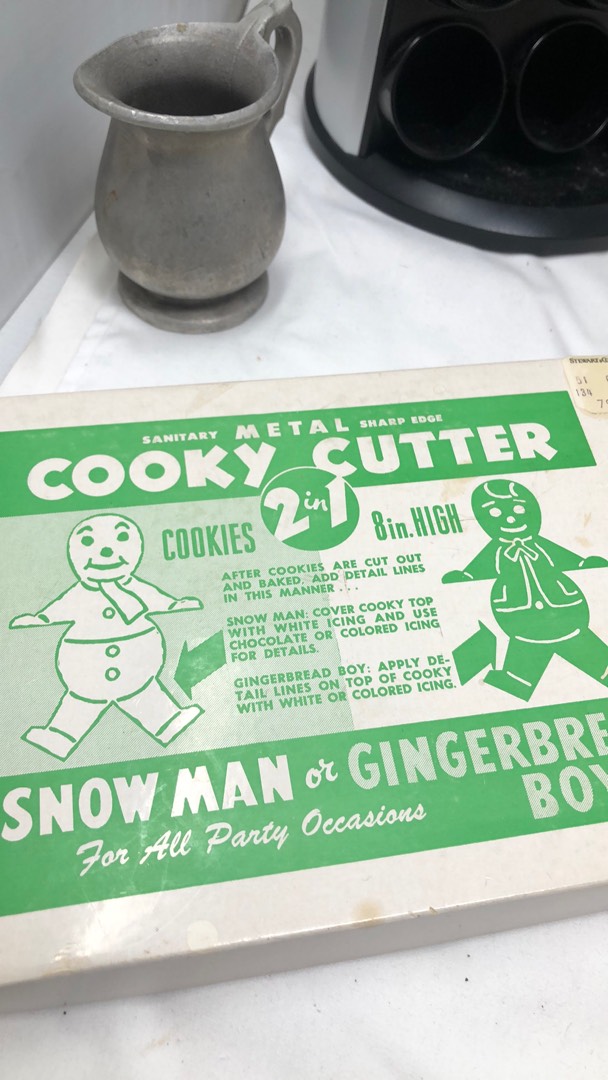 SANITARY METAL SHARP EDGE
COOKY CUTTER
2 in 1
COOKIES
8 in. HIGH
AFTER COOKIES ARE CUT OUT
AND BAKED, ADD DETAIL LINES
IN THIS MANNER...
SNOW MAN: COVER COOKY TOP
WITH WHITE ICING AND USE
CHOCOLATE OR COLORED ICING
FOR DETAILS.
GINGERBREAD BOY: APPLY DE-
TAIL LINES ON TOP OF COOKY
WITH WHITE OR COLORED ICING.
SNOW MAN or GINGERBRE
BOY
For All Party Occasions
51
134